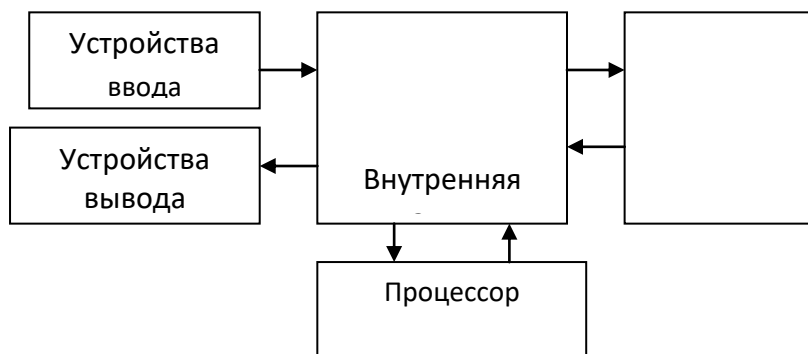 Устройства
ввода
Устройства
вывода
Внутренняя
Процессор